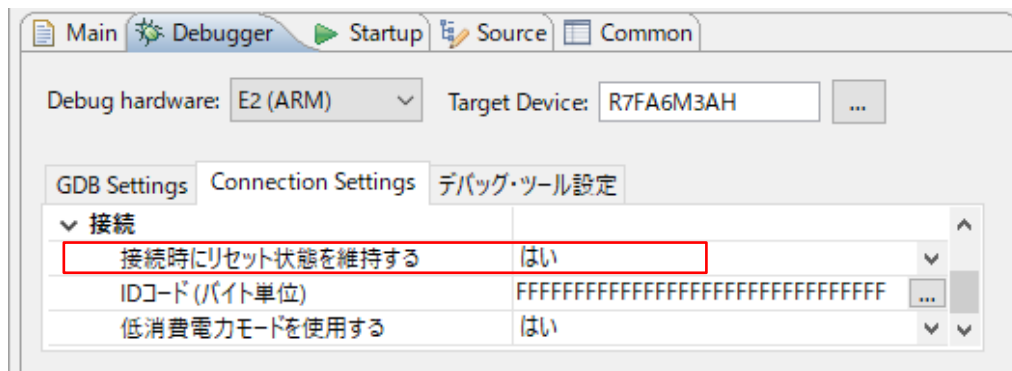 Main Debugger Startup Source Common
Debug hardware: E2 (ARM) Target Device: R7FA6M3AH ...
GDB Settings Connection Settings デバッグ・ツール設定
接続
接続時にリセット状態を維持する はい
IDコード (バイト単位) FFFFFFFFFFFFFFFFFFFFFFFFFFFFFFFF ...
低消費電力モードを使用する はい